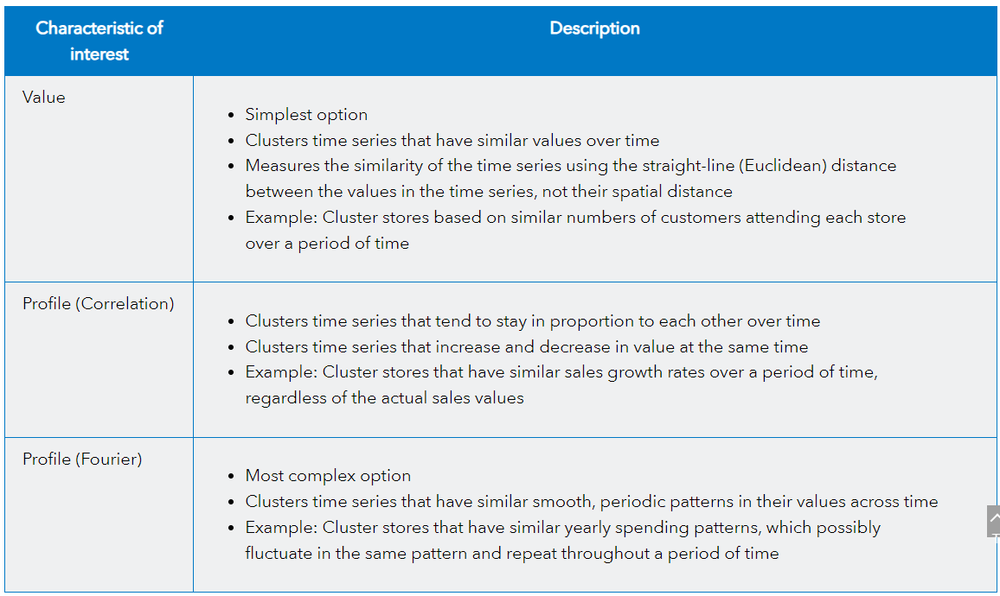 Characteristic of
interest
Description
Value
• Simplest option
• Clusters time series that have similar values over time
• Measures the similarity of the time series using the straight-line (Euclidean) distance
between the values in the time series, not their spatial distance
• Example: Cluster stores based on similar numbers of customers attending each store
over a period of time
Profile (Correlation)
• Clusters time series that tend to stay in proportion to each other over time
• Clusters time series that increase and decrease in value at the same time
• Example: Cluster stores that have similar sales growth rates over a period of time,
regardless of the actual sales values
Profile (Fourier)
• Most complex option
• Clusters time series that have similar smooth, periodic patterns in their values across time
• Example: Cluster stores that have similar yearly spending patterns, which possibly
fluctuate in the same pattern and repeat throughout a period of time